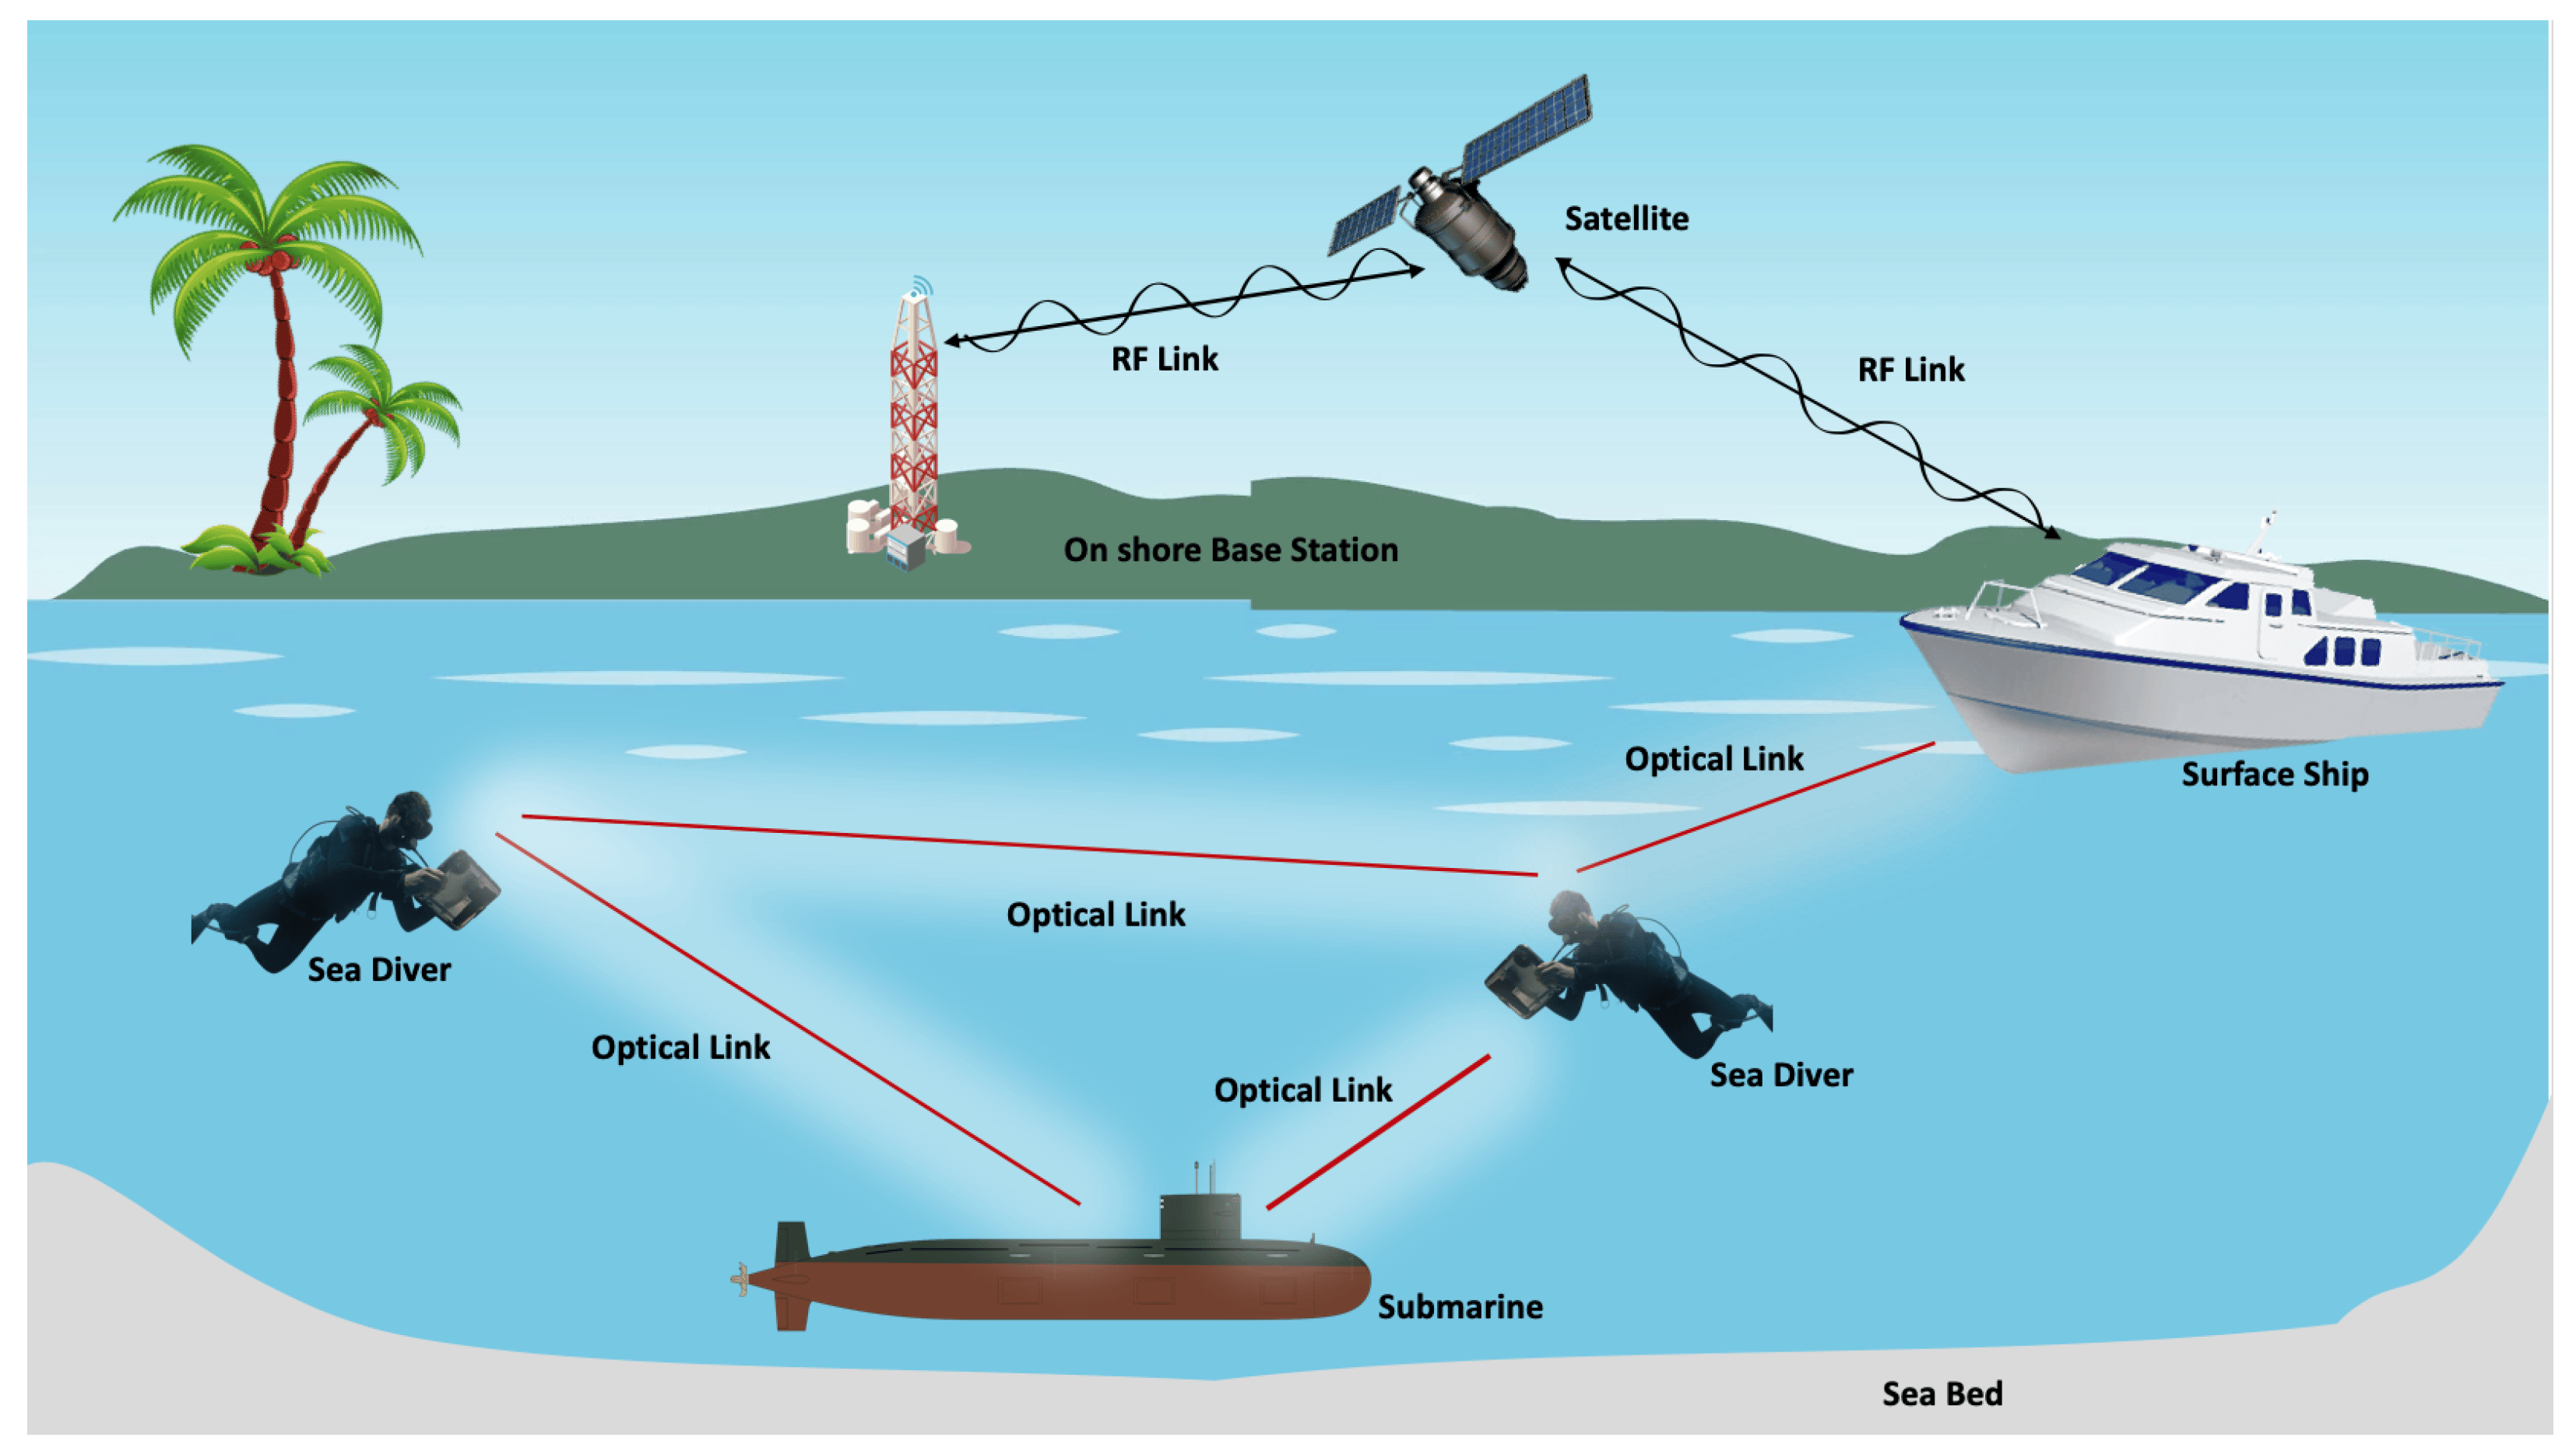 Satellite
RF Link
RF Link
On shore Base Station
Optical Link
Surface Ship
Optical Link
Sea Diver
Optical Link
Optical Link
Sea Diver
Submarine
Sea Bed